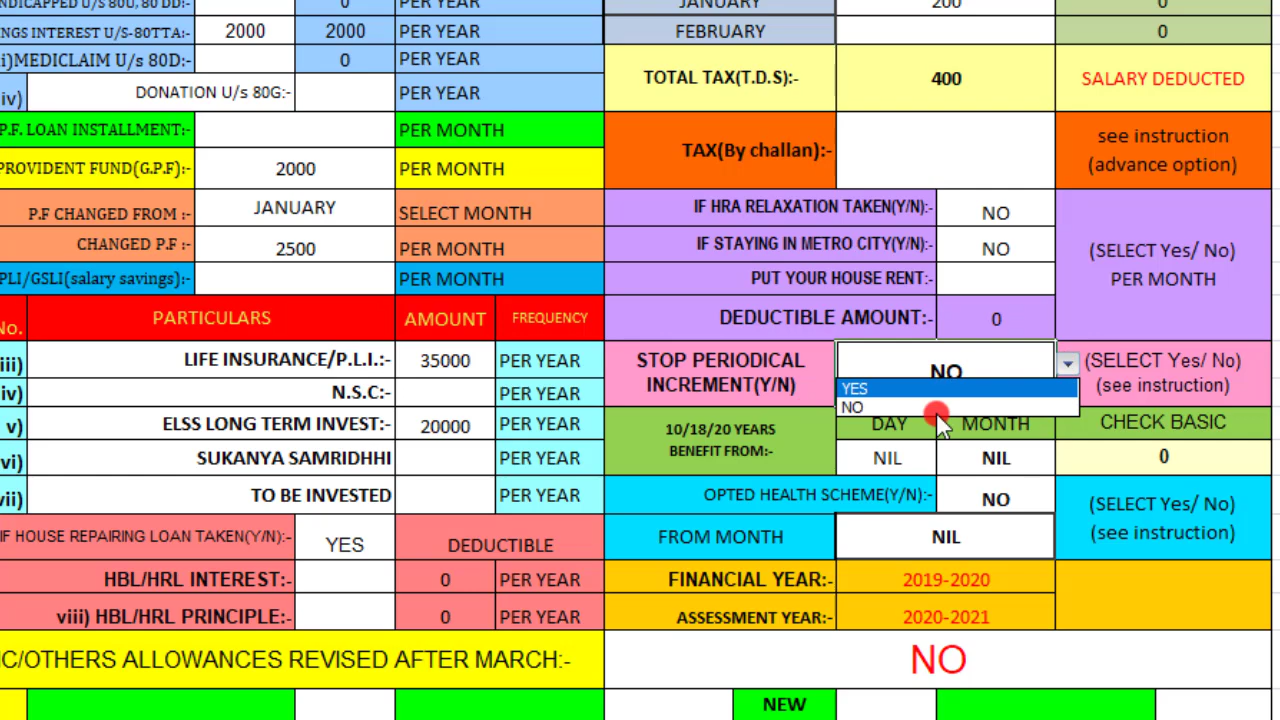 NDICAPPED U/s 80U, 80 DD:- 0 PER YEAR JANUARY 200 0
NGS INTEREST U/S-80TTA:- 2000 2000 PER YEAR FEBRUARY 0
i)MEDICLAIM U/s 80D:- 0 PER YEAR
TOTAL TAX(T.D.S):- 400 SALARY DEDUCTED
iv) DONATION U/s 80G:- PER YEAR
P.F. LOAN INSTALLMENT:- PER MONTH
TAX(By challan):- see instruction
(advance option)
PROVIDENT FUND(G.P.F):- 2000 PER MONTH
P.F CHANGED FROM :- JANUARY SELECT MONTH IF HRA RELAXATION TAKEN(Y/N):- NO
CHANGED P.F :- 2500 PER MONTH IF STAYING IN METRO CITY(Y/N):- NO (SELECT Yes/ No)
PLI/GSLI(salary savings):- PER MONTH PUT YOUR HOUSE RENT:- PER MONTH
No. PARTICULARS AMOUNT FREQUENCY DEDUCTIBLE AMOUNT:- 0
iii) LIFE INSURANCE/P.L.I.:- 35000 PER YEAR STOP PERIODICAL NO (SELECT Yes/ No)
INCREMENT(Y/N) YES (see instruction)
iv) N.S.C:- PER YEAR NO
v) ELSS LONG TERM INVEST:- 20000 PER YEAR 10/18/20 YEARS DAY MONTH CHECK BASIC
BENEFIT FROM:-
vi) SUKANYA SAMRIDHHI PER YEAR NIL NIL 0
vii) TO BE INVESTED PER YEAR OPTED HEALTH SCHEME(Y/N):- NO (SELECT Yes/ No)
(see instruction)
IF HOUSE REPAIRING LOAN TAKEN(Y/N):- YES DEDUCTIBLE FROM MONTH NIL
HBL/HRL INTEREST:- 0 PER YEAR FINANCIAL YEAR:- 2019-2020
viii) HBL/HRL PRINCIPLE:- 0 PER YEAR ASSESSMENT YEAR:- 2020-2021
IC/OTHERS ALLOWANCES REVISED AFTER MARCH:- NO
NEW